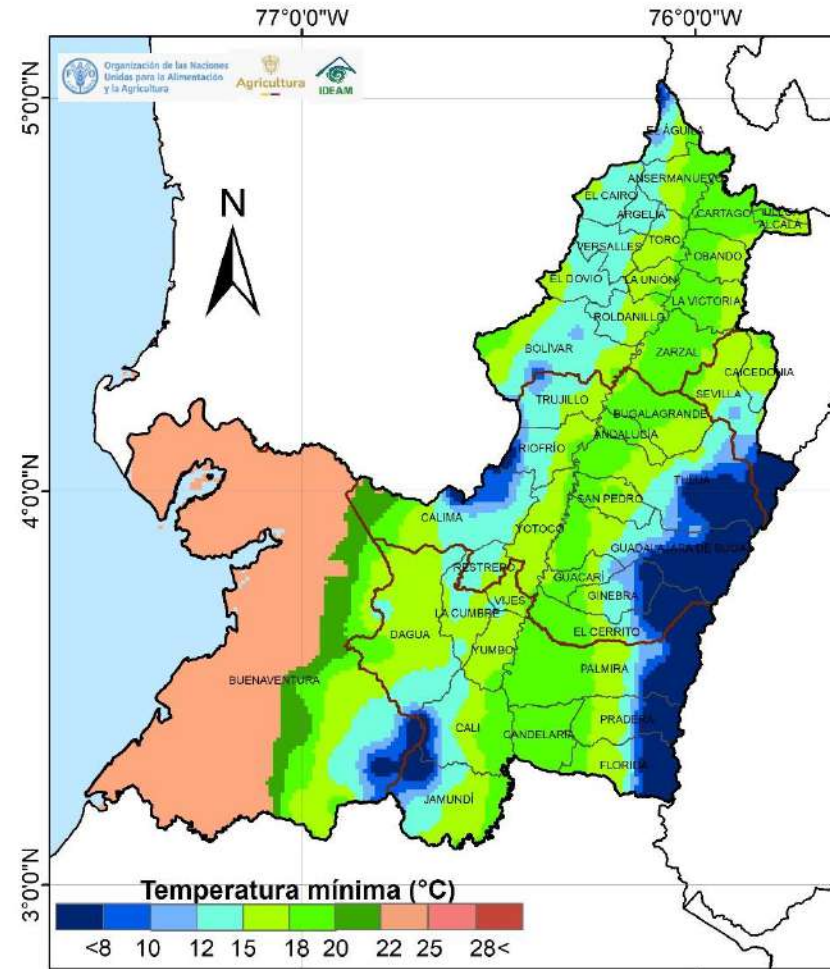 77°0'0"W 76°0'0"W
Organización de las Naciones
Unidas para la Alimentación
y la Agricultura
FAO
Agricultura
IDEAM
5°0'0"N
N
EL ÁGUILA
ANSERMANUEVO
EL CAIRO
ARGELIA
CARTAGO
ALCALÁ
VERSALLES
TORO
OBANDO
EL DOVIO
LA UNIÓN
LA VICTORIA
ROLDANILLO
BOLÍVAR
ZARZAL
CAICEDONIA
TRUJILLO
SEVILLA
BUGALAGRANDE
ANDALUCÍA
RIOFRÍO
4°0'0"N
TULUÁ
SAN PEDRO
CALIMA
YOTOCO
GUADALAJARA DE BUGA
RESTREPO
GUACARÍ
GINEBRA
VIJES
LA CUMBRE
DAGUA
EL CERRITO
YUMBO
PALMIRA
BUENAVENTURA
CALI
CANDELARIA
PRADERA
FLORIDA
JAMUNDÍ
3°0'0"N
Temperatura mínima (°C)
<8 10 12 15 18 20 22 25 28<